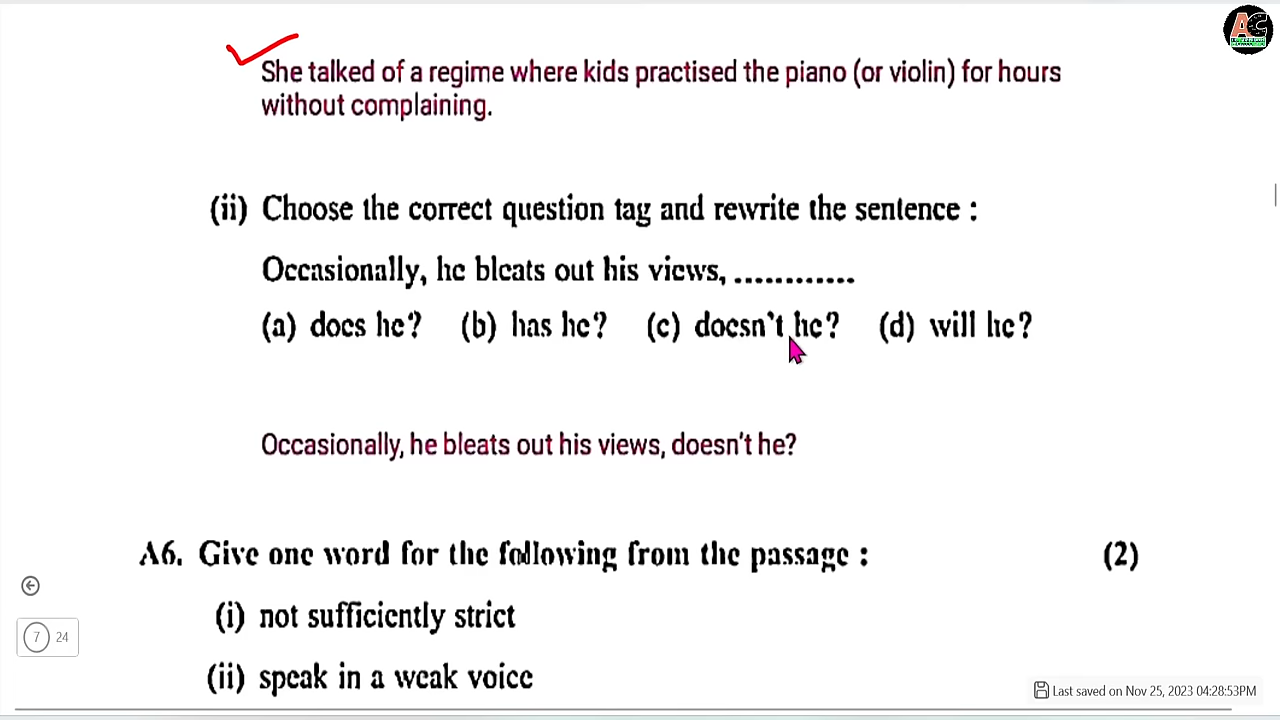 AC
She talked of a regime where kids practised the piano (or violin) for hours
without complaining.
(ii) Choose the correct question tag and rewrite the sentence :
Occasionally, he bleats out his views, ............
(a) does he? (b) has he? (c) doesn't he? (d) will he?
Occasionally, he bleats out his views, doesn't he?
A6. Give one word for the following from the passage : (2)
(i) not sufficiently strict
7 24
(ii) speak in a weak voice
Last saved on Nov 25, 2023 04:28:53PM